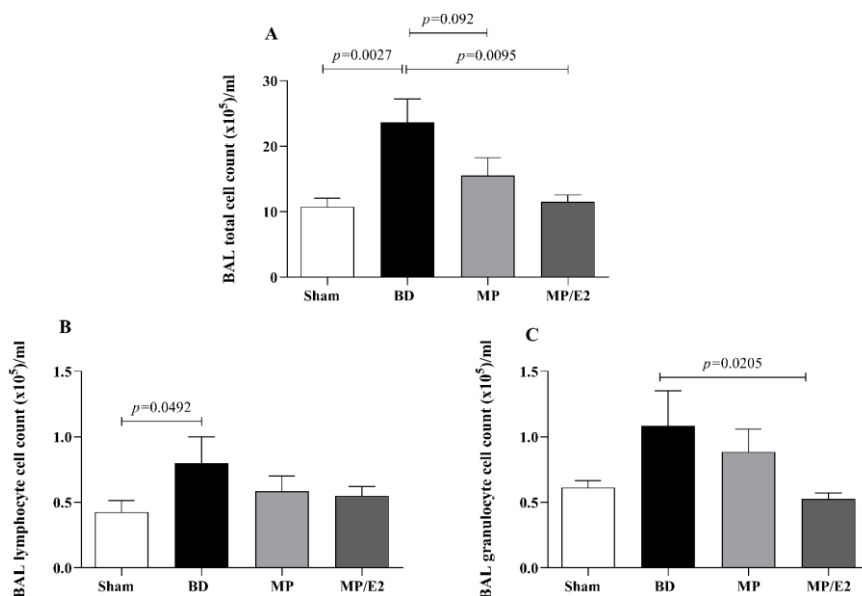 A
p=0.092
p=0.0027
p=0.0095
BAL total cell count (x10⁵)/ml
30
20
10
0
Sham BD MP MP/E2
B
BAL lymphocyte cell count (x10⁵)/ml
1.5
1.0
0.5
0.0
p=0.0492
Sham BD MP MP/E2
C
BAL granulocyte cell count (x10⁵)/ml
1.5
1.0
0.5
0.0
p=0.0205
Sham BD MP MP/E2